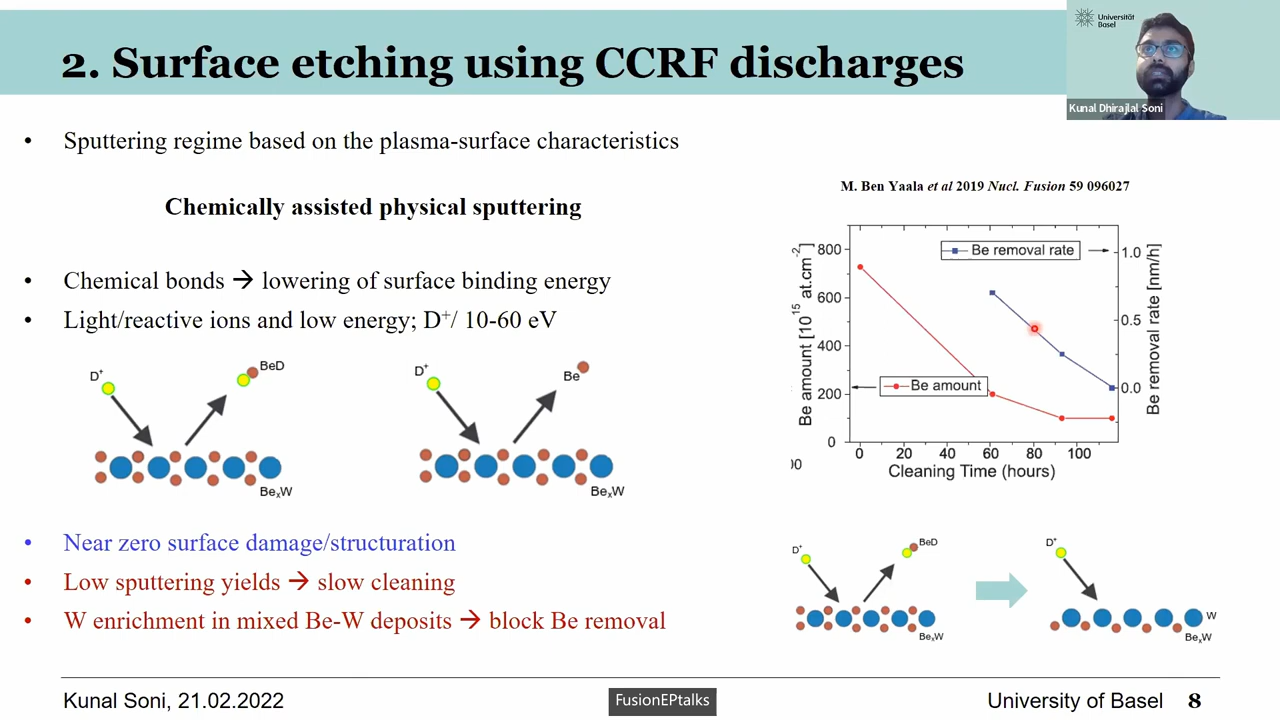 2. Surface etching using CCRF discharges
Universität
Basel
Kunal Dhirajlal Soni
• Sputtering regime based on the plasma-surface characteristics
Chemically assisted physical sputtering
• Chemical bonds → lowering of surface binding energy
• Light/reactive ions and low energy; D⁺/ 10-60 eV
D⁺
BeD
BeₓW
D⁺
Be
BeₓW
• Near zero surface damage/structuration
• Low sputtering yields → slow cleaning
• W enrichment in mixed Be-W deposits → block Be removal
M. Ben Yaala et al 2019 Nucl. Fusion 59 096027
Be removal rate
Be amount
Be amount [10¹⁵ at.cm⁻²]
800
600
400
200
0
00
0 20 40 60 80 100
Cleaning Time (hours)
1.0
0.5
0.0
Be removal rate [nm/h]
D⁺
BeD
BeₓW
D⁺
W
BeₓW
Kunal Soni, 21.02.2022
FusionEPtalks
University of Basel 8